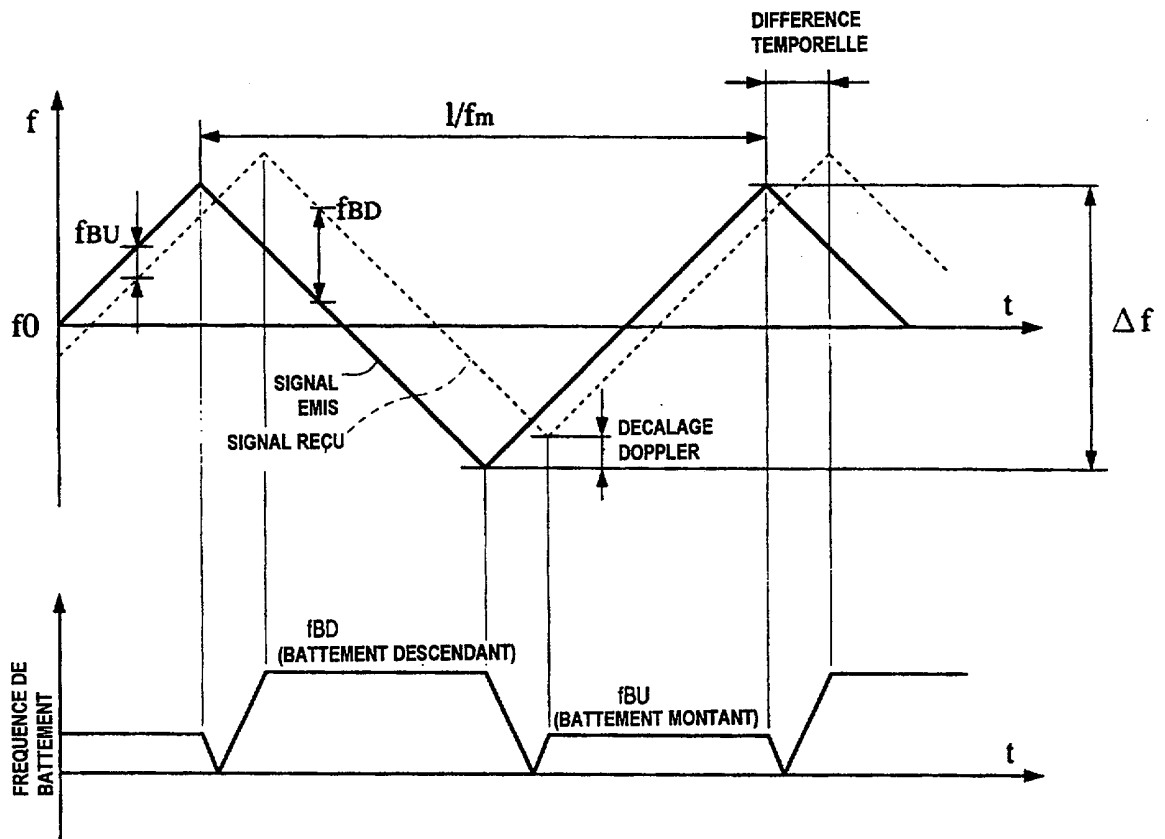 DIFFERENCE
TEMPORELLE
f
1/fm
fBU
fBD
f0
t
Δf
SIGNAL
EMIS
SIGNAL REÇU
DECALAGE
DOPPLER
FREQUENCE DE
BATTEMENT
fBD
(BATTEMENT DESCENDANT)
fBU
(BATTEMENT MONTANT)
t